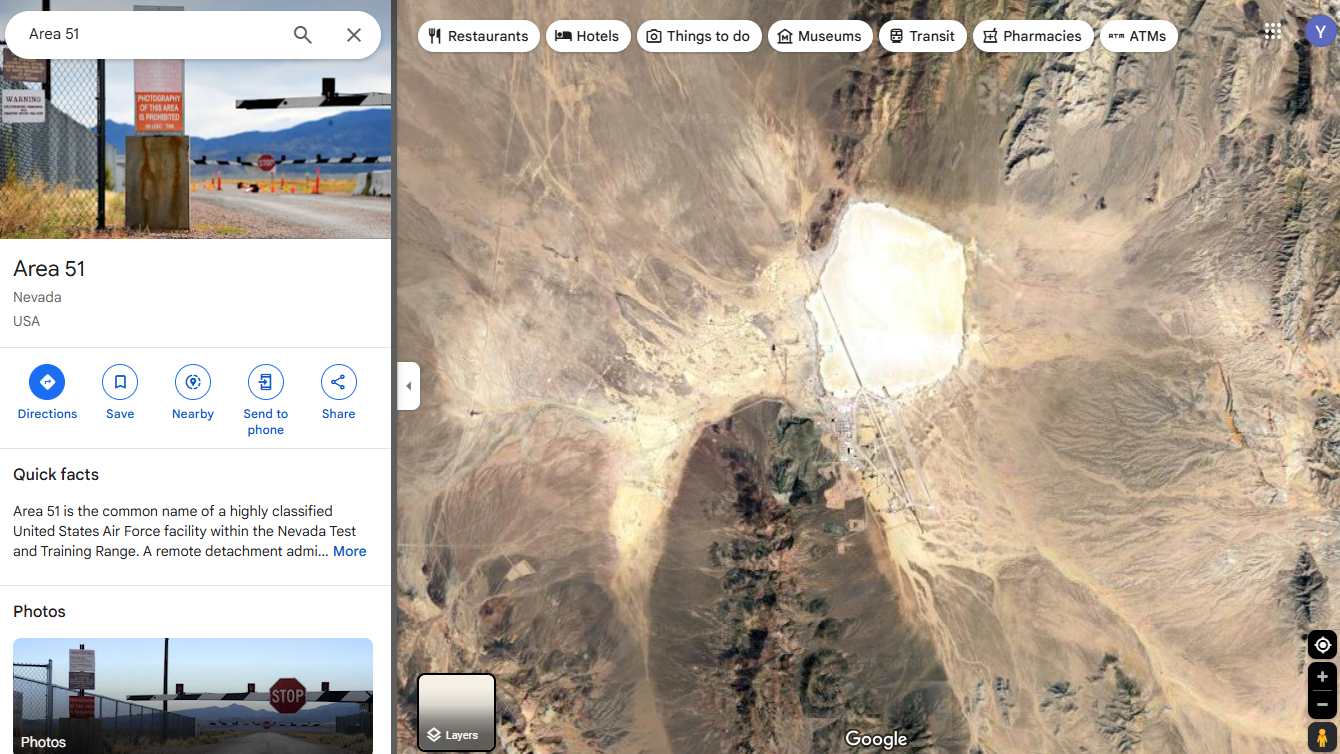 Area 51
WARNING
PHOTOGRAPHY
OF THIS AREA
IS PROHIBITED
STOP
Area 51
Nevada
USA
Directions
Save
Nearby
Send to
phone
Share
Quick facts
Area 51 is the common name of a highly classified
United States Air Force facility within the Nevada Test
and Training Range. A remote detachment admi... More
Photos
STOP
Photos
Restaurants
Hotels
Things to do
Museums
Transit
Pharmacies
ATM ATMs
Y
Layers
Google